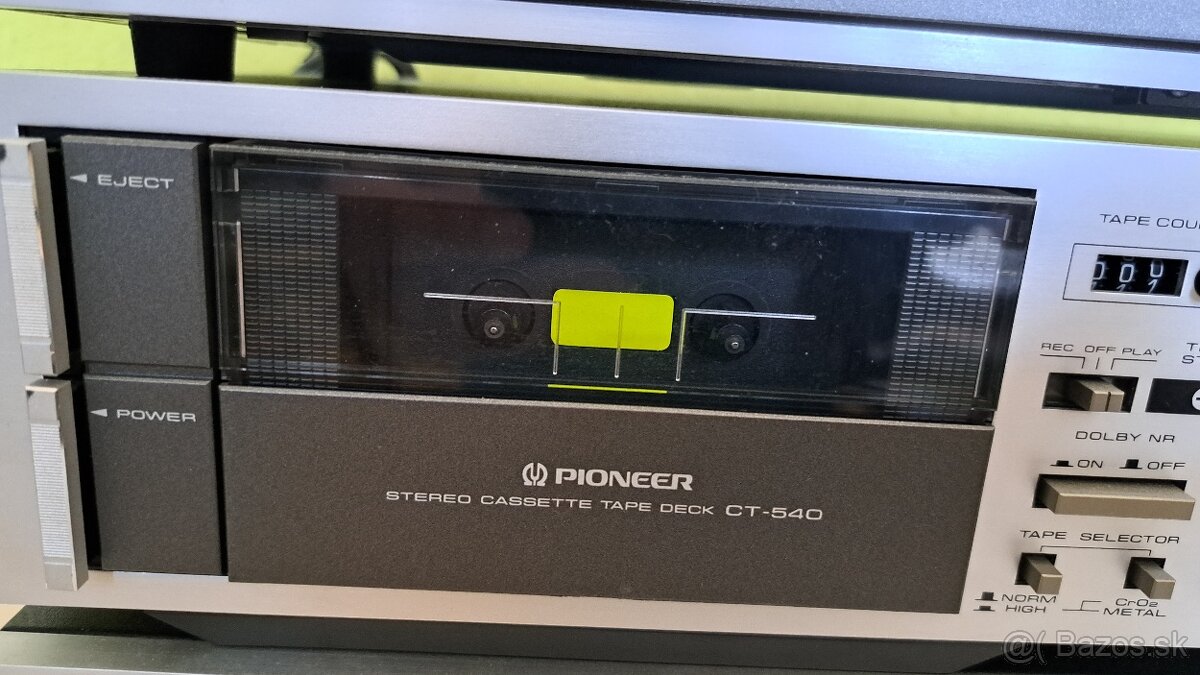 ◄ EJECT
◄ POWER
PIONEER
STEREO CASSETTE TAPE DECK CT-540
TAPE
REC OFF PLAY
DOLBY NR
ON OFF
TAPE SELECTOR
NORM
HIGH
CrO2
METAL
@( Bazos.sk